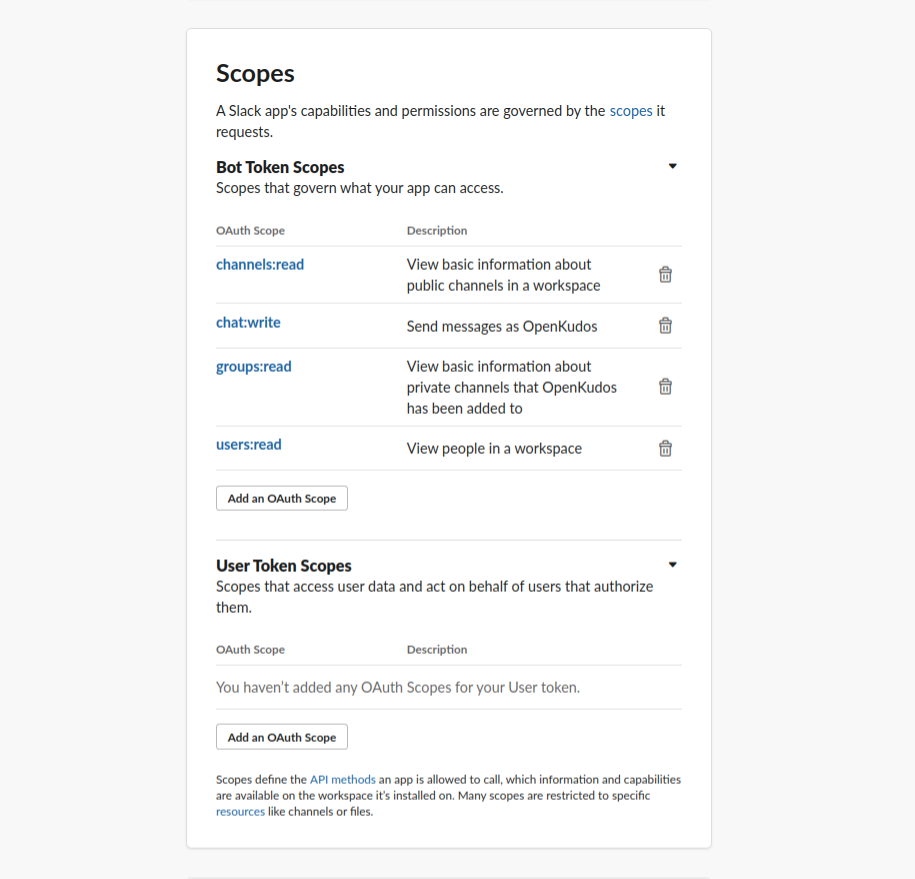 Scopes
A Slack app's capabilities and permissions are governed by the scopes it
requests.
Bot Token Scopes
Scopes that govern what your app can access.
OAuth Scope Description
channels:read View basic information about
public channels in a workspace
chat:write Send messages as OpenKudos
groups:read View basic information about
private channels that OpenKudos
has been added to
users:read View people in a workspace
Add an OAuth Scope
User Token Scopes
Scopes that access user data and act on behalf of users that authorize
them.
OAuth Scope Description
You haven't added any OAuth Scopes for your User token.
Add an OAuth Scope
Scopes define the API methods an app is allowed to call, which information and capabilities
are available on the workspace it's installed on. Many scopes are restricted to specific
resources like channels or files.